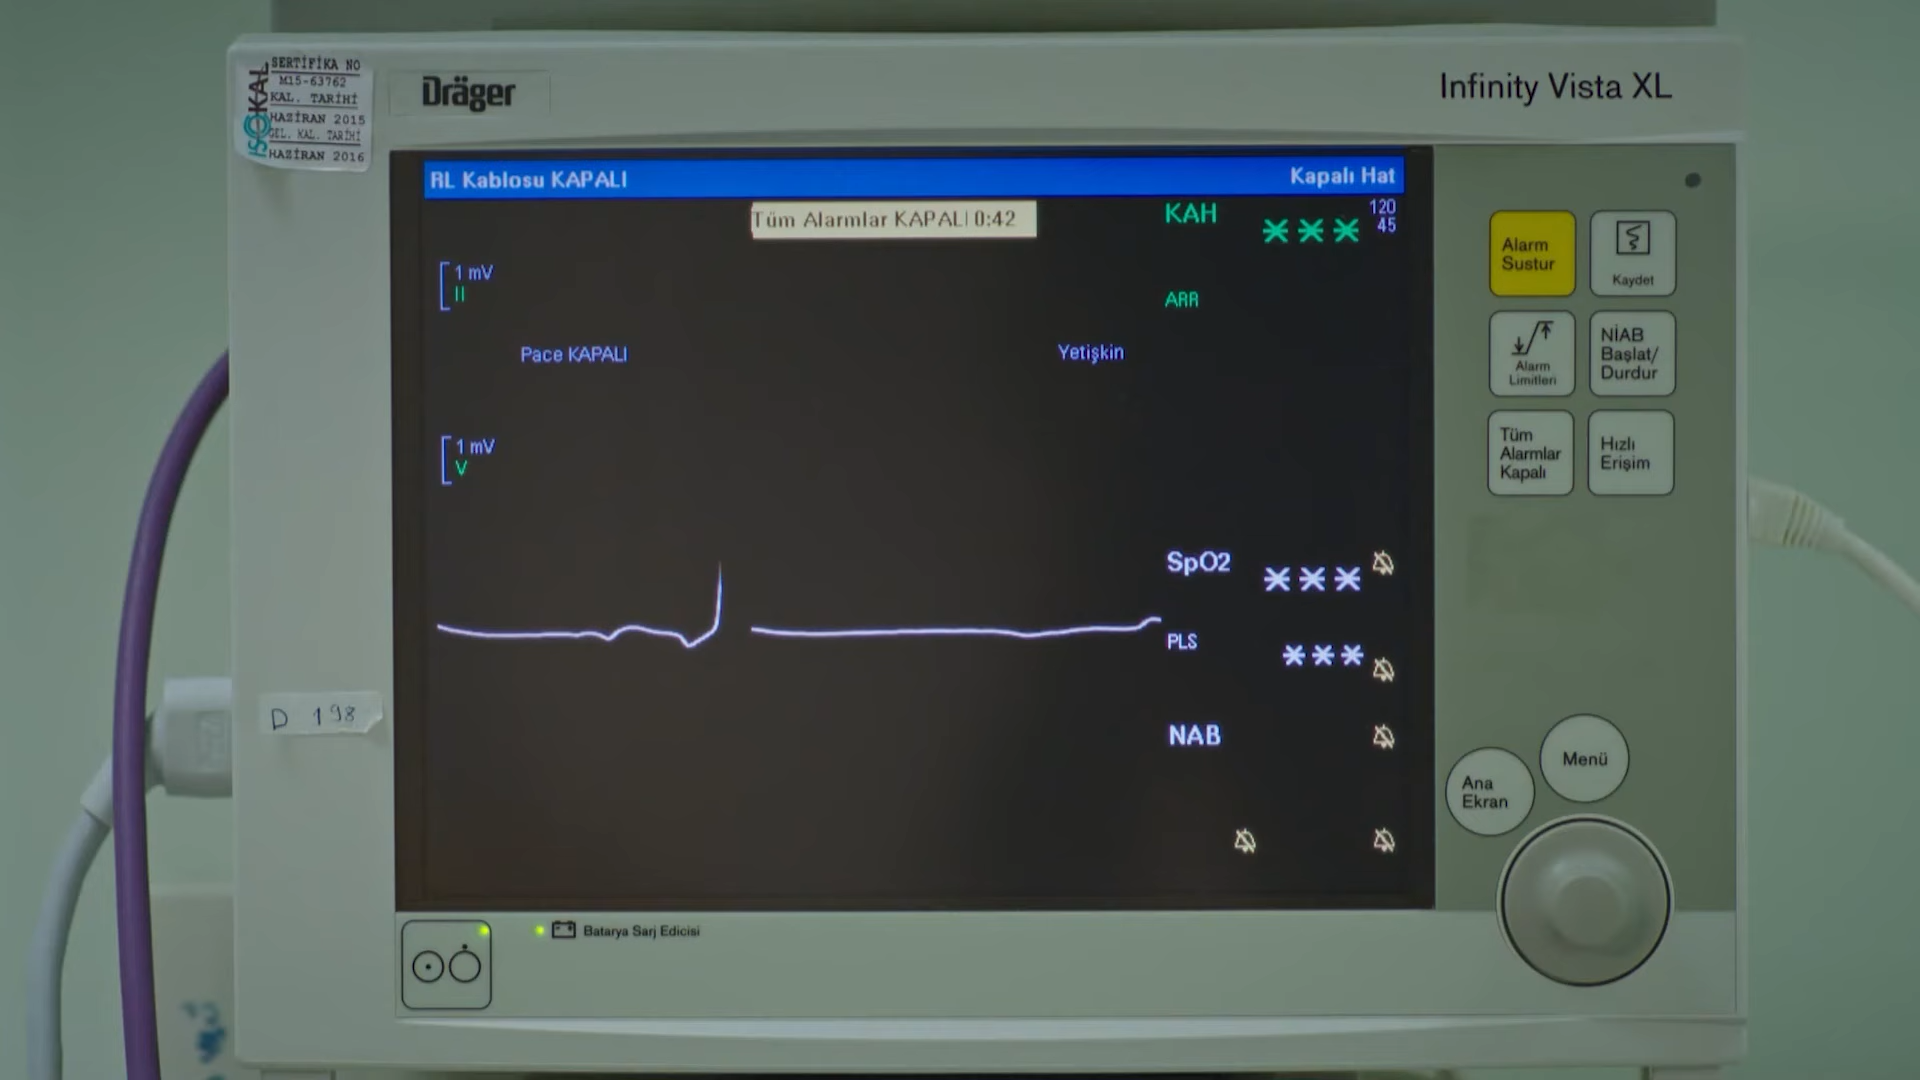 SERTİFİKA NO
M15-63762
KAL. TARİHİ
HAZİRAN 2015
GEL. KAL. TARİHİ
HAZİRAN 2016
ISOKAL
Dräger
Infinity Vista XL
RL Kablosu KAPALI
Kapalı Hat
Tüm Alarmlar KAPALI 0:42
KAH
***
120
45
1 mV
II
ARR
Pace KAPALI
Yetişkin
1 mV
V
SpO2
***
PLS
***
NAB
Alarm
Sustur
Kaydet
Alarm
Limitleri
NİAB
Başlat/
Durdur
Tüm
Alarmlar
Kapalı
Hızlı
Erişim
D 198
Menü
Ana
Ekran
Batarya Sarj Edicisi